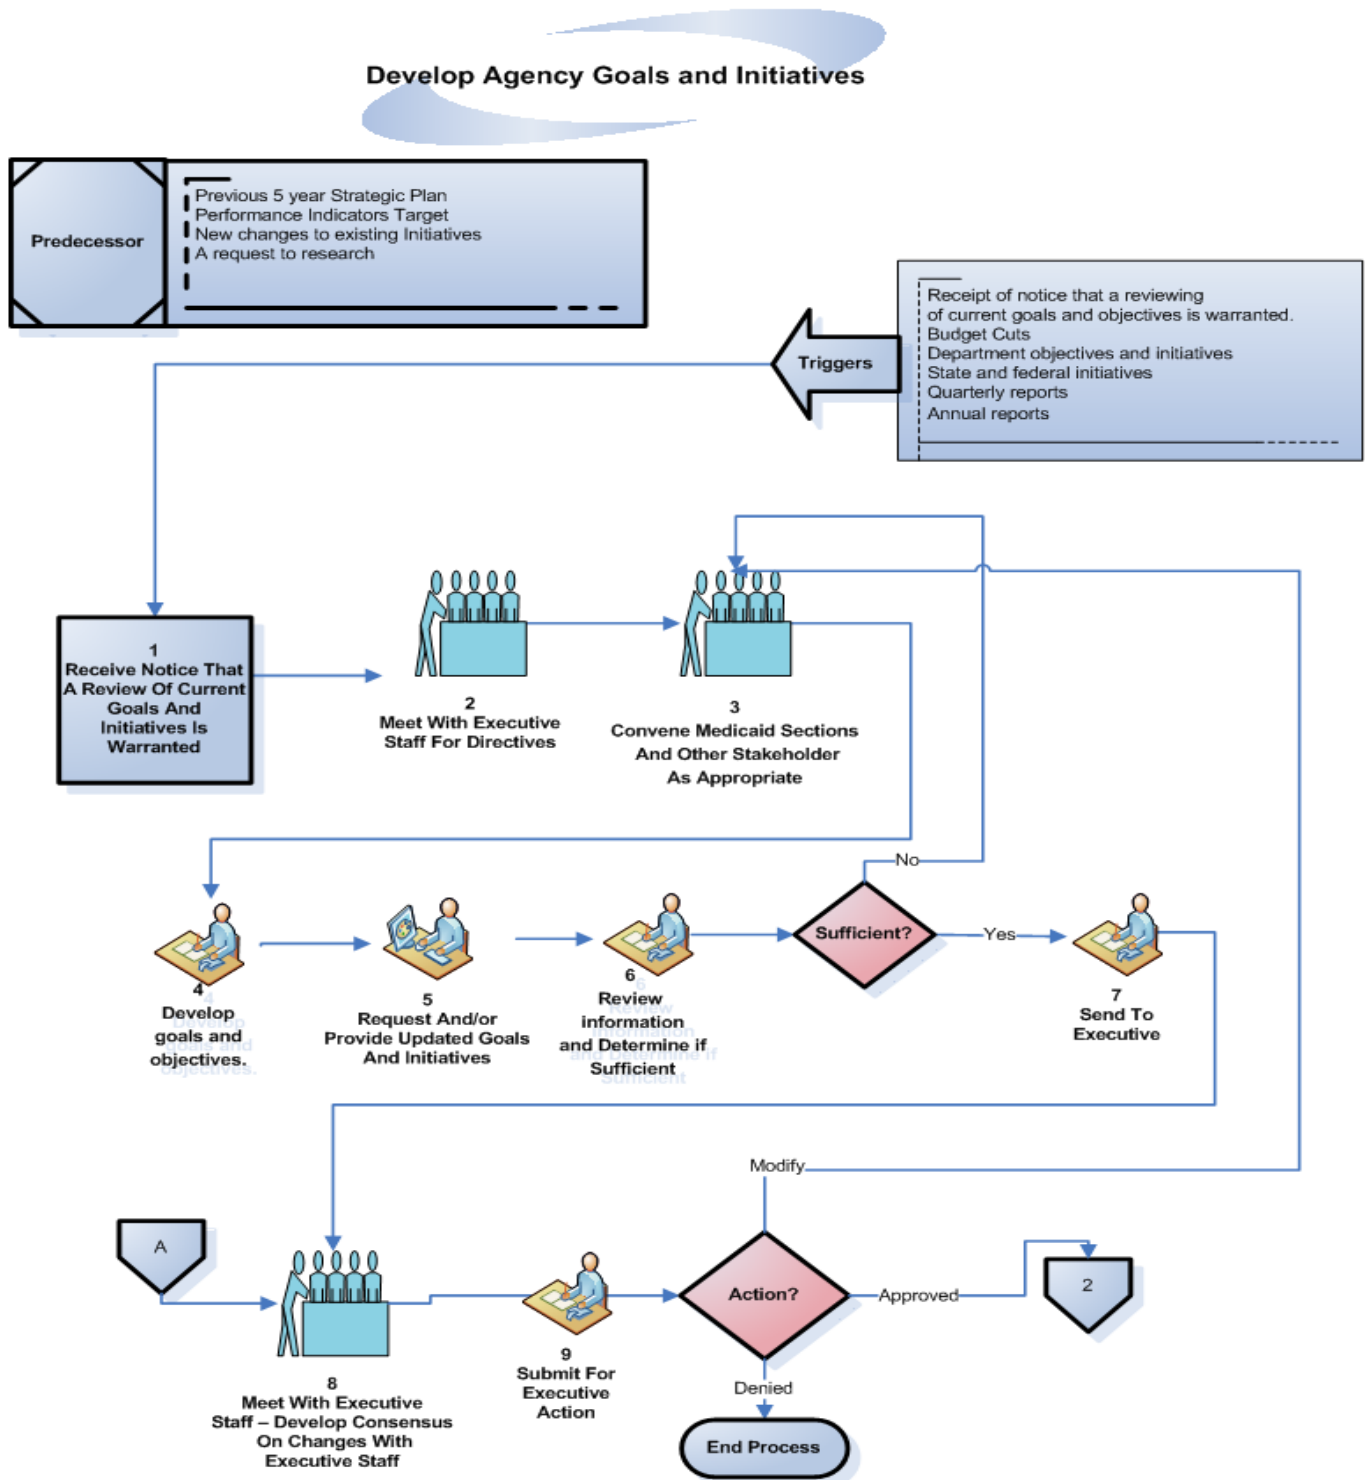 Develop Agency Goals and Initiatives
Predecessor
Previous 5 year Strategic Plan
Performance Indicators Target
New changes to existing Initiatives
A request to research
Triggers
Receipt of notice that a reviewing
of current goals and objectives is warranted.
Budget Cuts
Department objectives and initiatives
State and federal initiatives
Quarterly reports
Annual reports
1
Receive Notice That
A Review Of Current
Goals And
Initiatives Is
Warranted
2
Meet With Executive
Staff For Directives
3
Convene Medicaid Sections
And Other Stakeholder
As Appropriate
4
Develop
goals and
objectives.
5
Request And/or
Provide Updated Goals
And Initiatives
6
Review
information
and Determine if
Sufficient
Sufficient?
No
Yes
7
Send To
Executive
A
8
Meet With Executive
Staff – Develop Consensus
On Changes With
Executive Staff
9
Submit For
Executive
Action
Action?
Modify
Approved
2
Denied
End Process